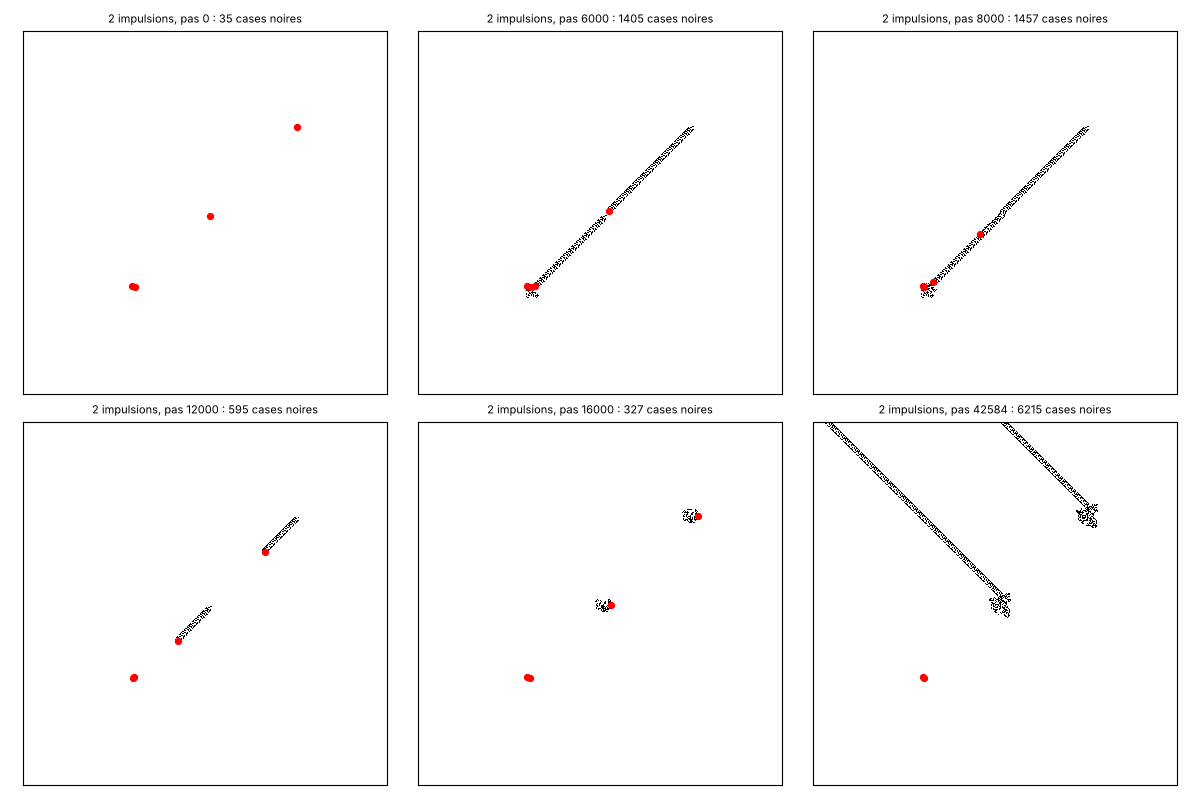 2 impulsions, pas 0 : 35 cases noires
2 impulsions, pas 6000 : 1405 cases noires
2 impulsions, pas 8000 : 1457 cases noires
2 impulsions, pas 12000 : 595 cases noires
2 impulsions, pas 16000 : 327 cases noires
2 impulsions, pas 42584 : 6215 cases noires